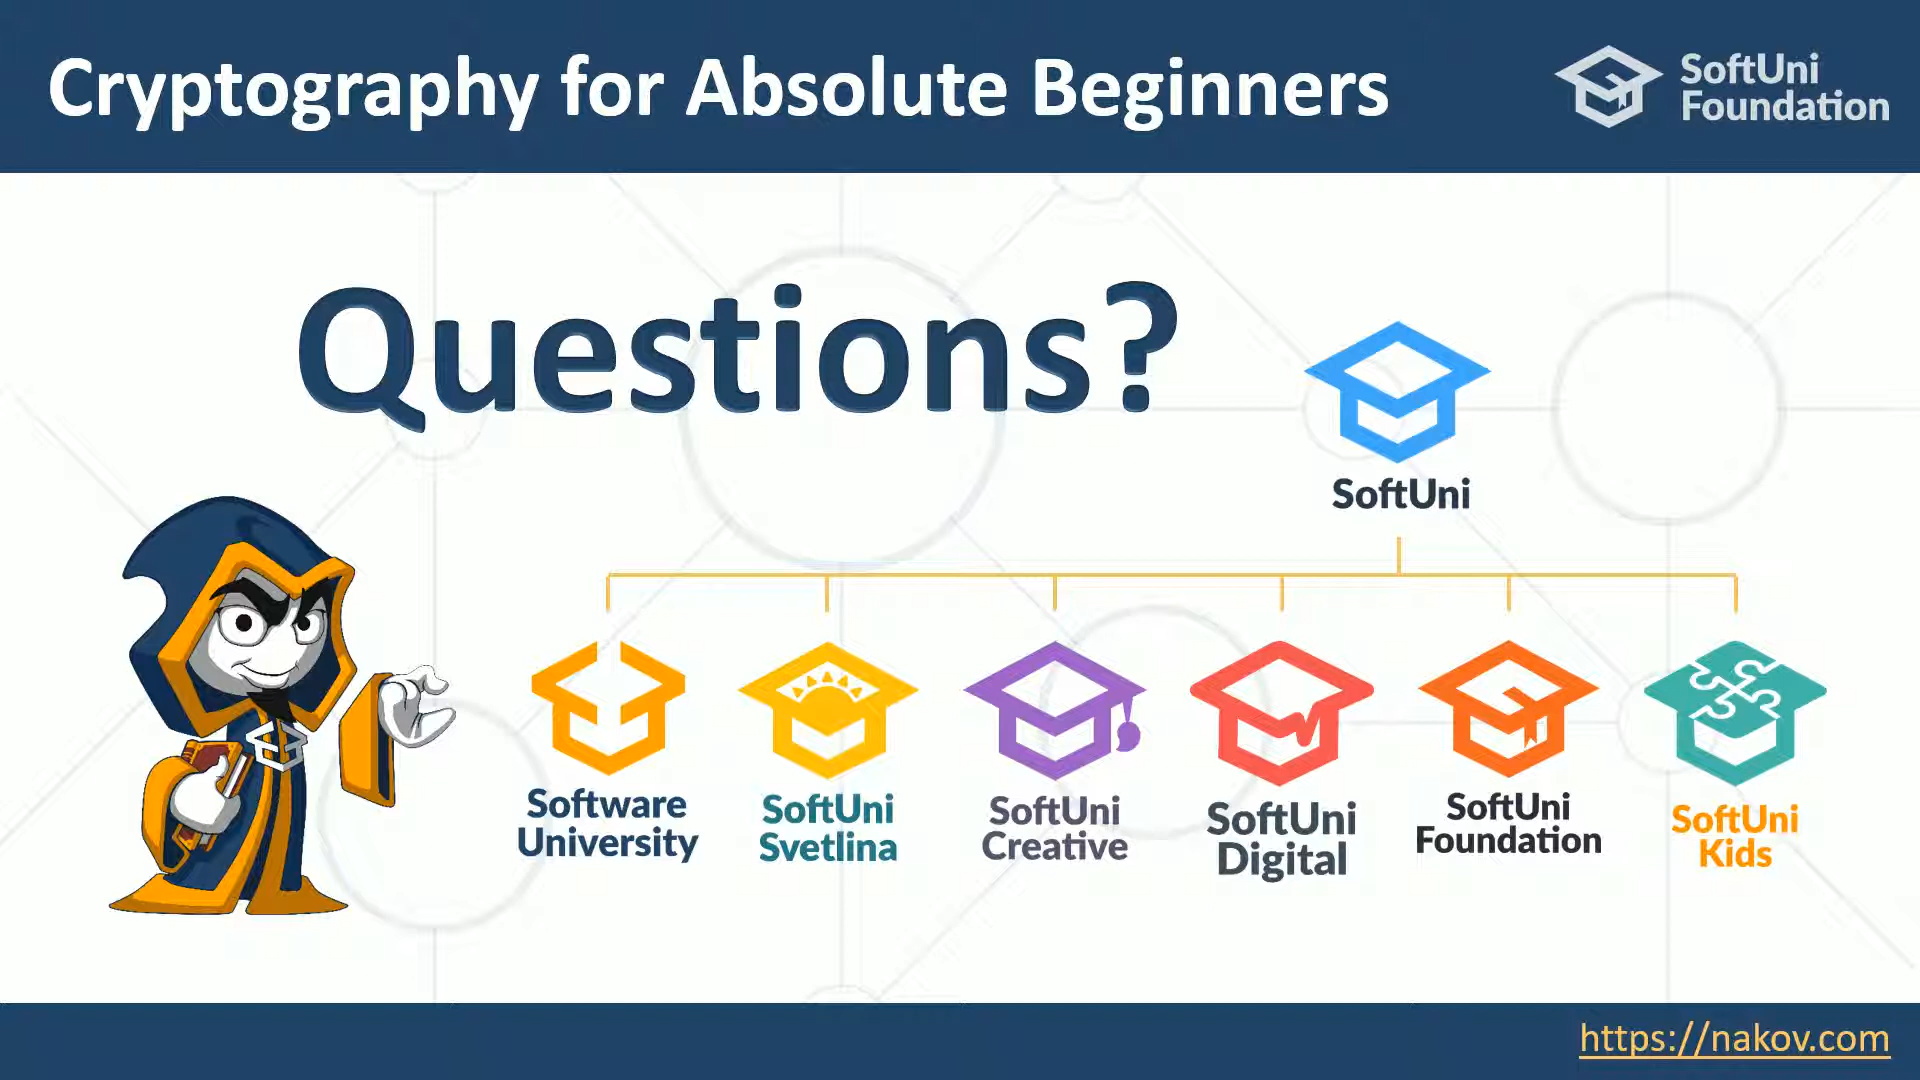 Cryptography for Absolute Beginners
SoftUni
Foundation
Questions?
SoftUni
Software
University
SoftUni
Svetlina
SoftUni
Creative
SoftUni
Digital
SoftUni
Foundation
SoftUni
Kids
https://nakov.com